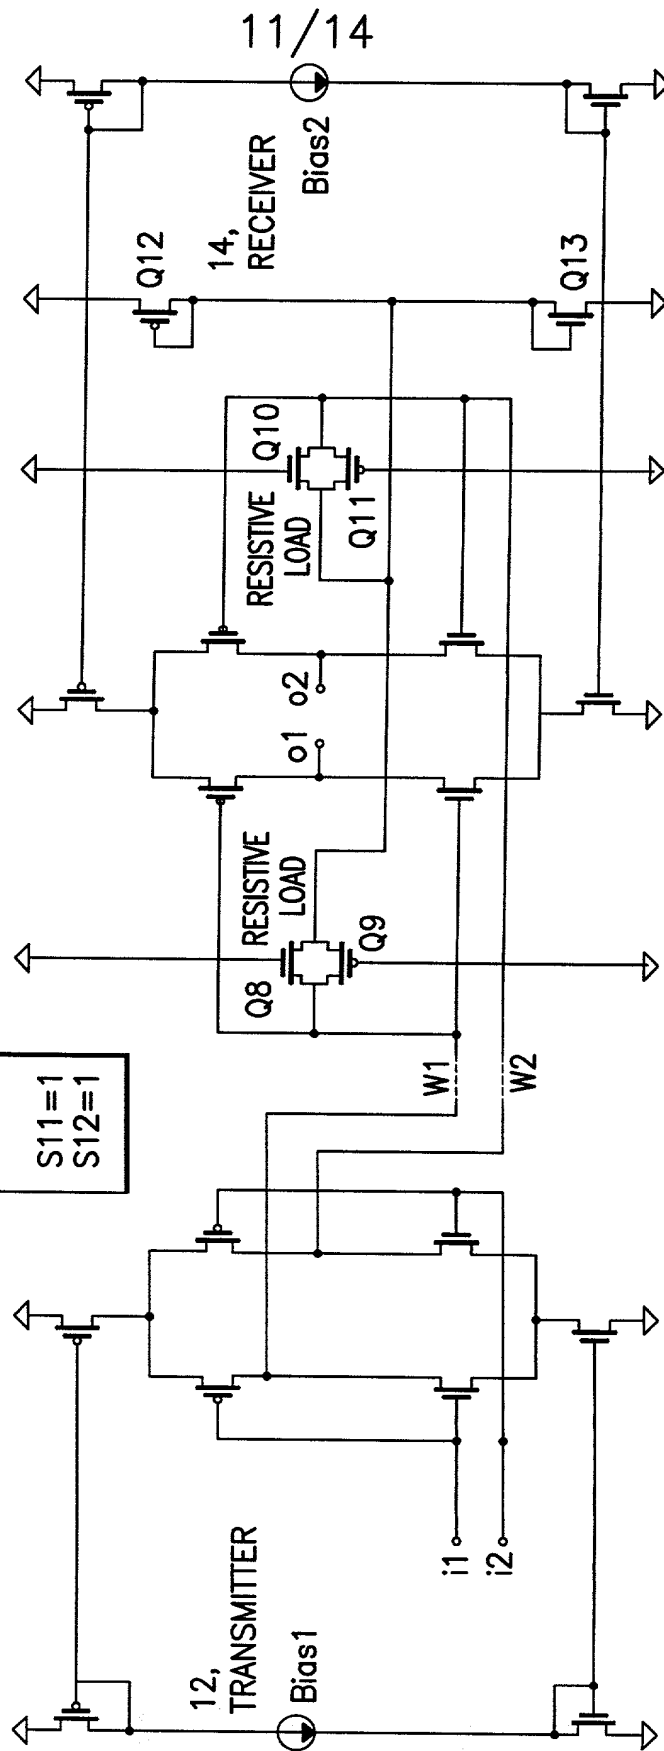 11/14
S11=1
S12=1
12,
TRANSMITTER
Bias1
i1
i2
W1
W2
Q8
Q9
RESISTIVE
LOAD
o1
o2
RESISTIVE
LOAD
Q10
Q11
Q12
Q13
14,
RECEIVER
Bias2